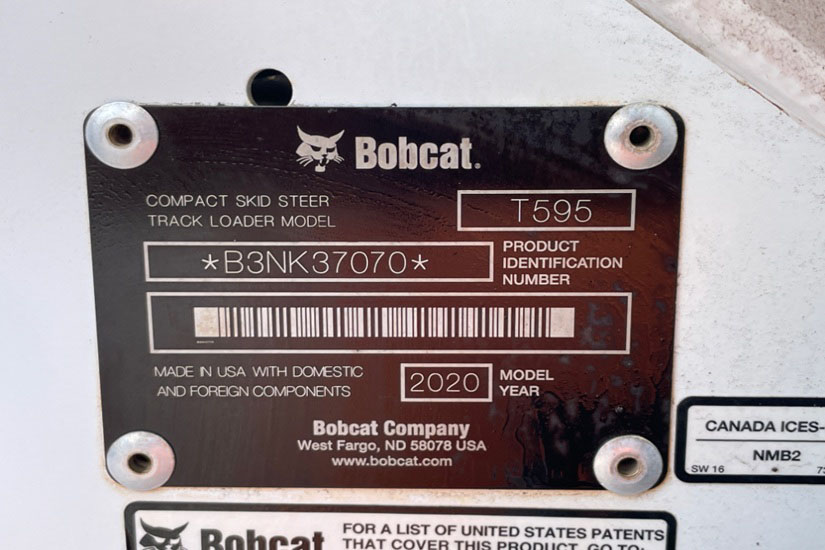 Bobcat.
COMPACT SKID STEER
TRACK LOADER MODEL
T595
*B3NK37070*
PRODUCT
IDENTIFICATION
NUMBER
MADE IN USA WITH DOMESTIC
AND FOREIGN COMPONENTS
2020
MODEL
YEAR
Bobcat Company
West Fargo, ND 58078 USA
www.bobcat.com
CANADA ICES-
NMB2
SW 16
Bobcat
FOR A LIST OF UNITED STATES PATENTS
THAT COVER THIS PRODUCT, GO TO: